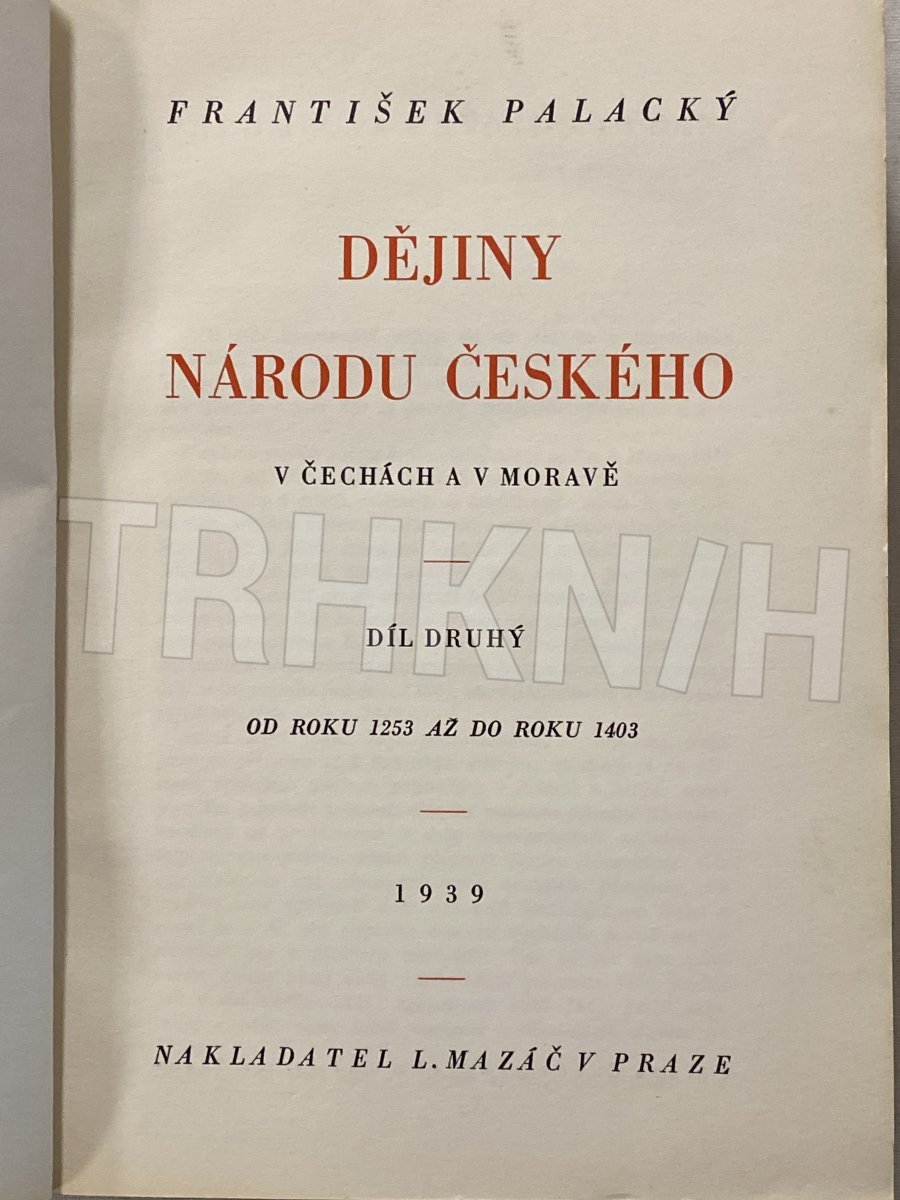 FRANTIŠEK PALACKÝ
DĚJINY
NÁRODU ČESKÉHO
V ČECHÁCH A V MORAVĚ
TRHKN/H
DÍL DRUHÝ
OD ROKU 1253 AŽ DO ROKU 1403
1939
NAKLADATEL L. MAZÁČ V PRAZE